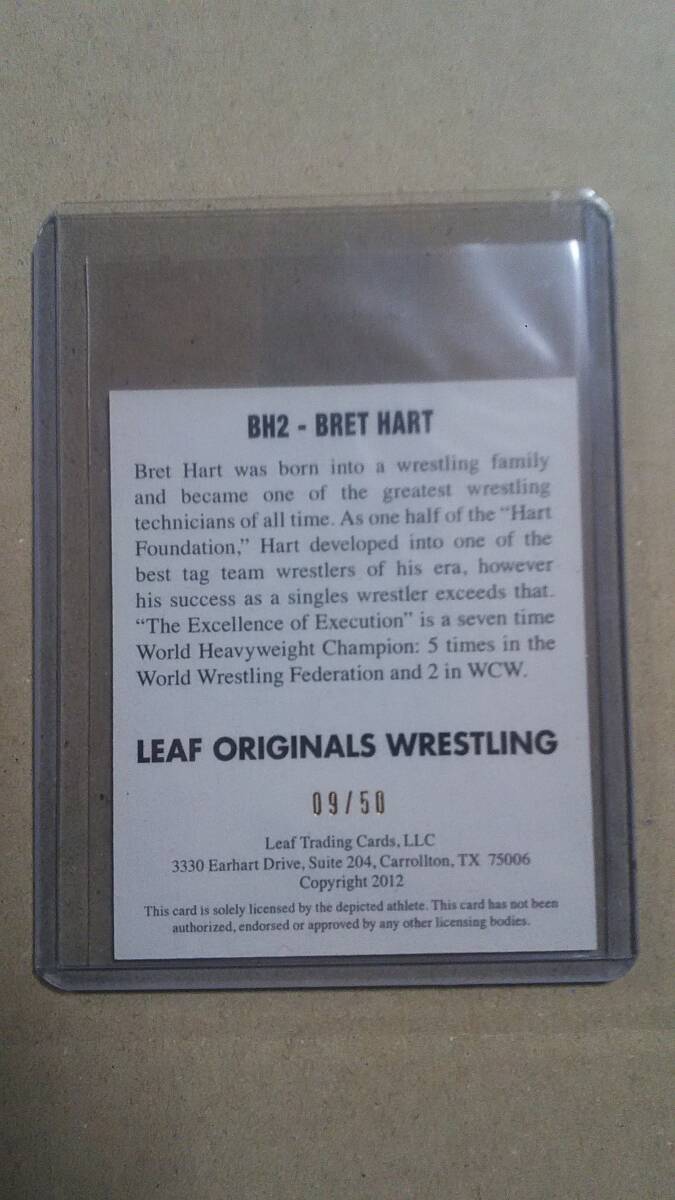 BH2 - BRET HART
Bret Hart was born into a wrestling family
and became one of the greatest wrestling
technicians of all time. As one half of the “Hart
Foundation,” Hart developed into one of the
best tag team wrestlers of his era, however
his success as a singles wrestler exceeds that.
“The Excellence of Execution” is a seven time
World Heavyweight Champion: 5 times in the
World Wrestling Federation and 2 in WCW.
LEAF ORIGINALS WRESTLING
09/50
Leaf Trading Cards, LLC
3330 Earhart Drive, Suite 204, Carrollton, TX 75006
Copyright 2012
This card is solely licensed by the depicted athlete. This card has not been
authorized, endorsed or approved by any other licensing bodies.